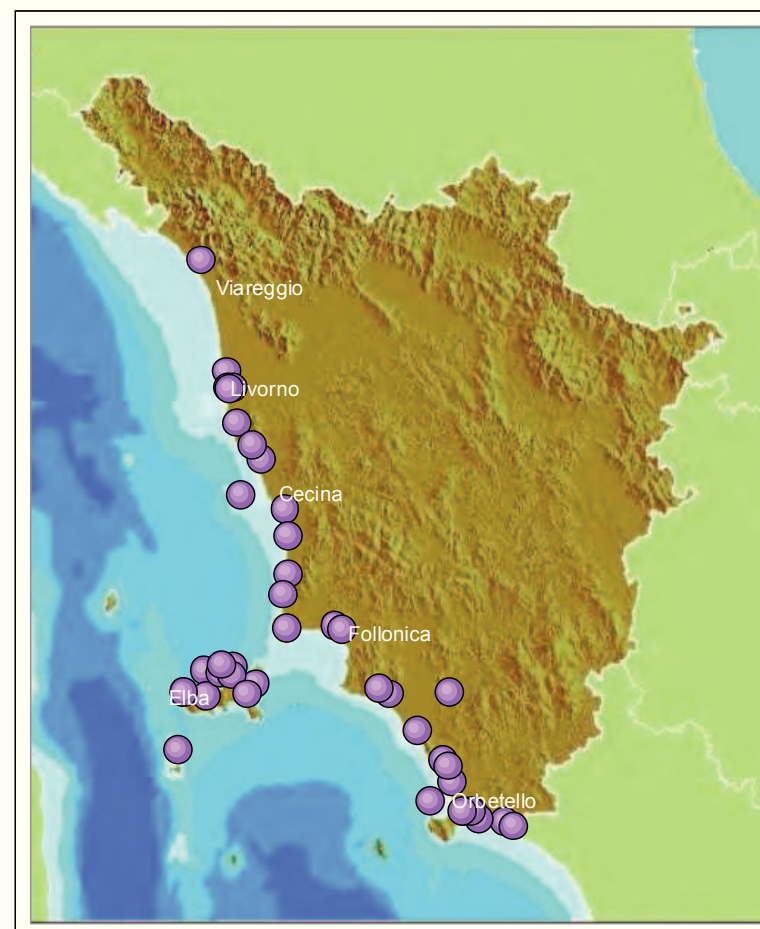 Viareggio
Livorno
Cecina
Follonica
Elba
Orbetello